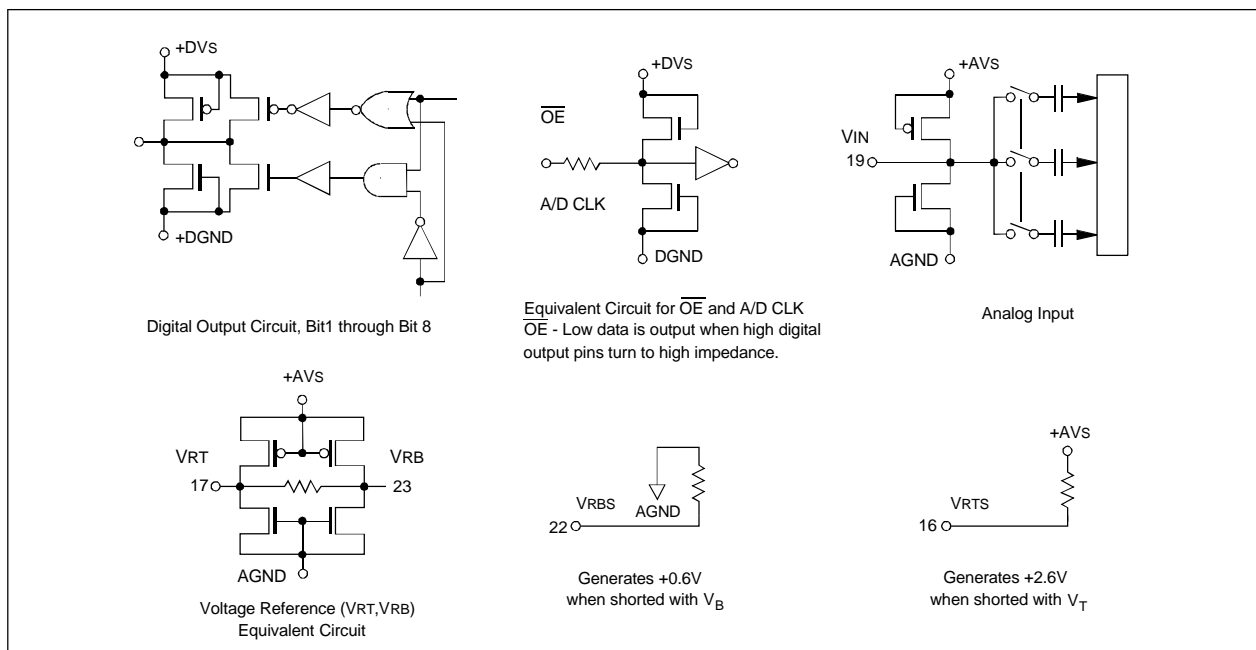 +DVS
+DGND
Digital Output Circuit, Bit1 through Bit 8
+DVS
OE
A/D CLK
DGND
Equivalent Circuit for OE and A/D CLK
OE - Low data is output when high digital
output pins turn to high impedance.
+AVS
VIN
19
AGND
Analog Input
+AVS
VRT
VRB
17
23
AGND
Voltage Reference (VRT,VRB)
Equivalent Circuit
VRBS
AGND
22
Generates +0.6V
when shorted with VB
+AVS
VRTS
16
Generates +2.6V
when shorted with VT